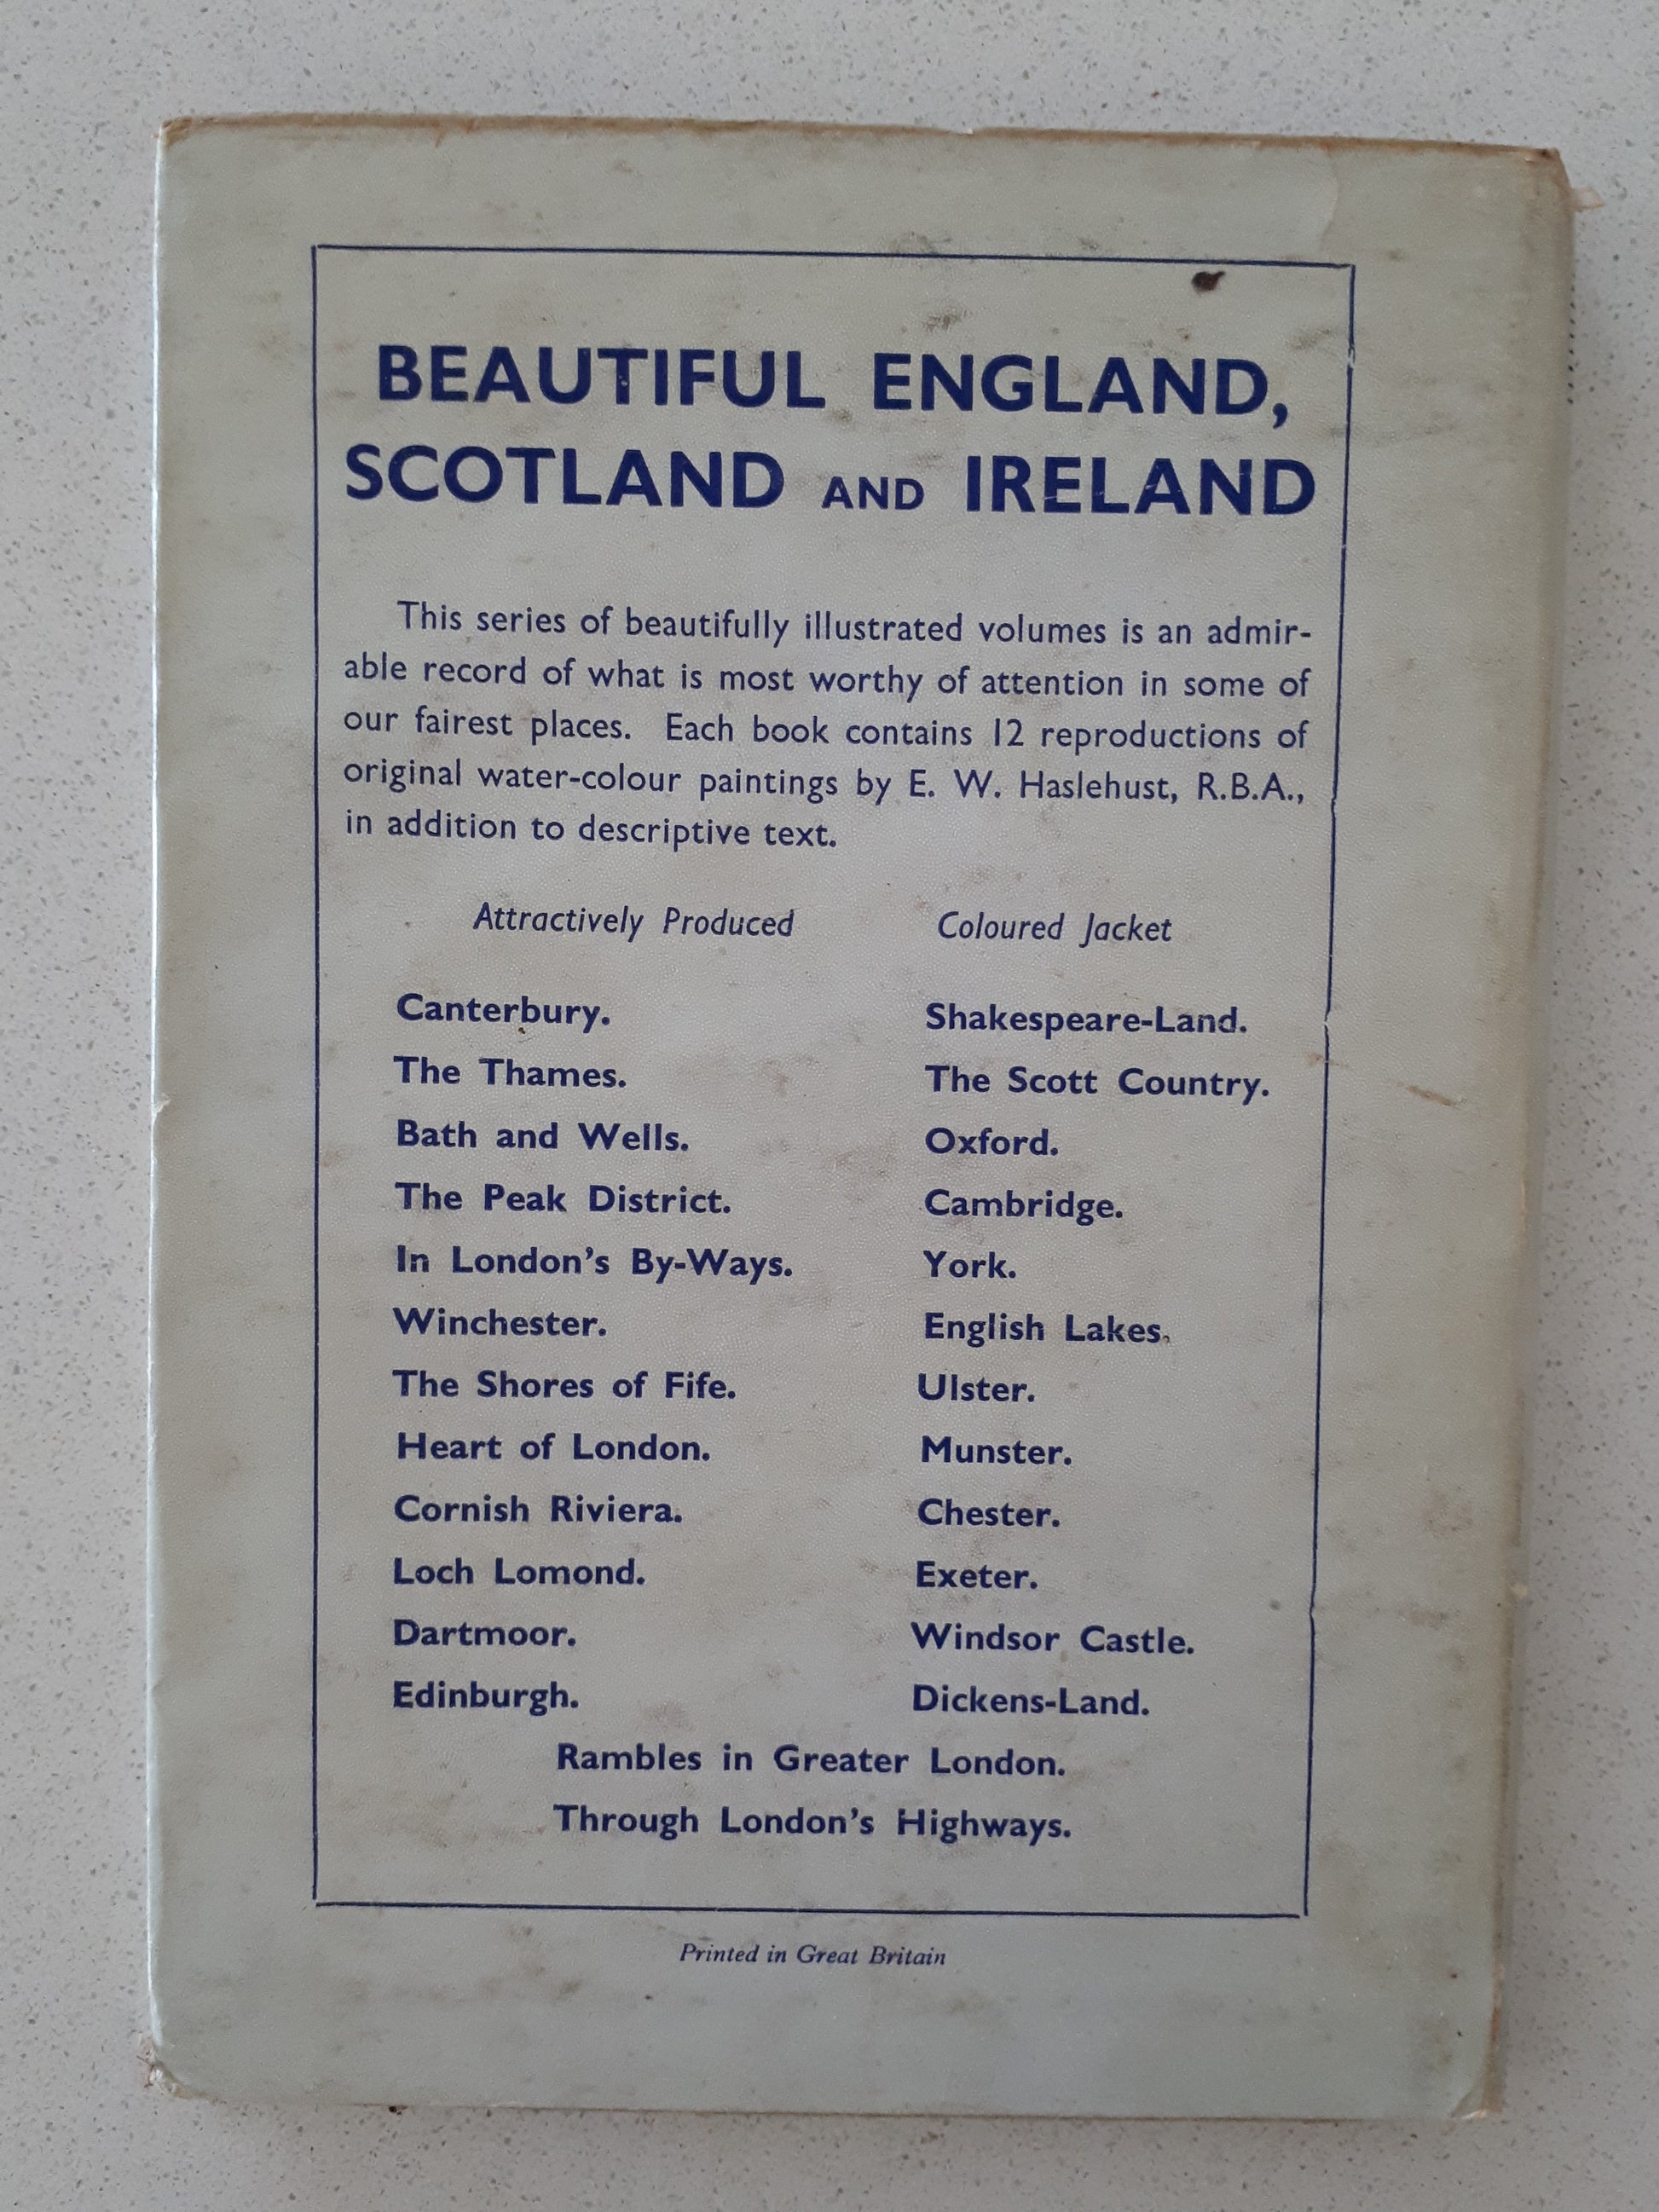 BEAUTIFUL ENGLAND,
SCOTLAND AND IRELAND
This series of beautifully illustrated volumes is an admir-
able record of what is most worthy of attention in some of
our fairest places. Each book contains 12 reproductions of
original water-colour paintings by E. W. Haslehust, R.B.A.,
in addition to descriptive text.
Attractively Produced Coloured Jacket
Canterbury. Shakespeare-Land.
The Thames. The Scott Country.
Bath and Wells. Oxford.
The Peak District. Cambridge.
In London's By-Ways. York.
Winchester. English Lakes.
The Shores of Fife. Ulster.
Heart of London. Munster.
Cornish Riviera. Chester.
Loch Lomond. Exeter.
Dartmoor. Windsor Castle.
Edinburgh. Dickens-Land.
Rambles in Greater London.
Through London's Highways.
Printed in Great Britain